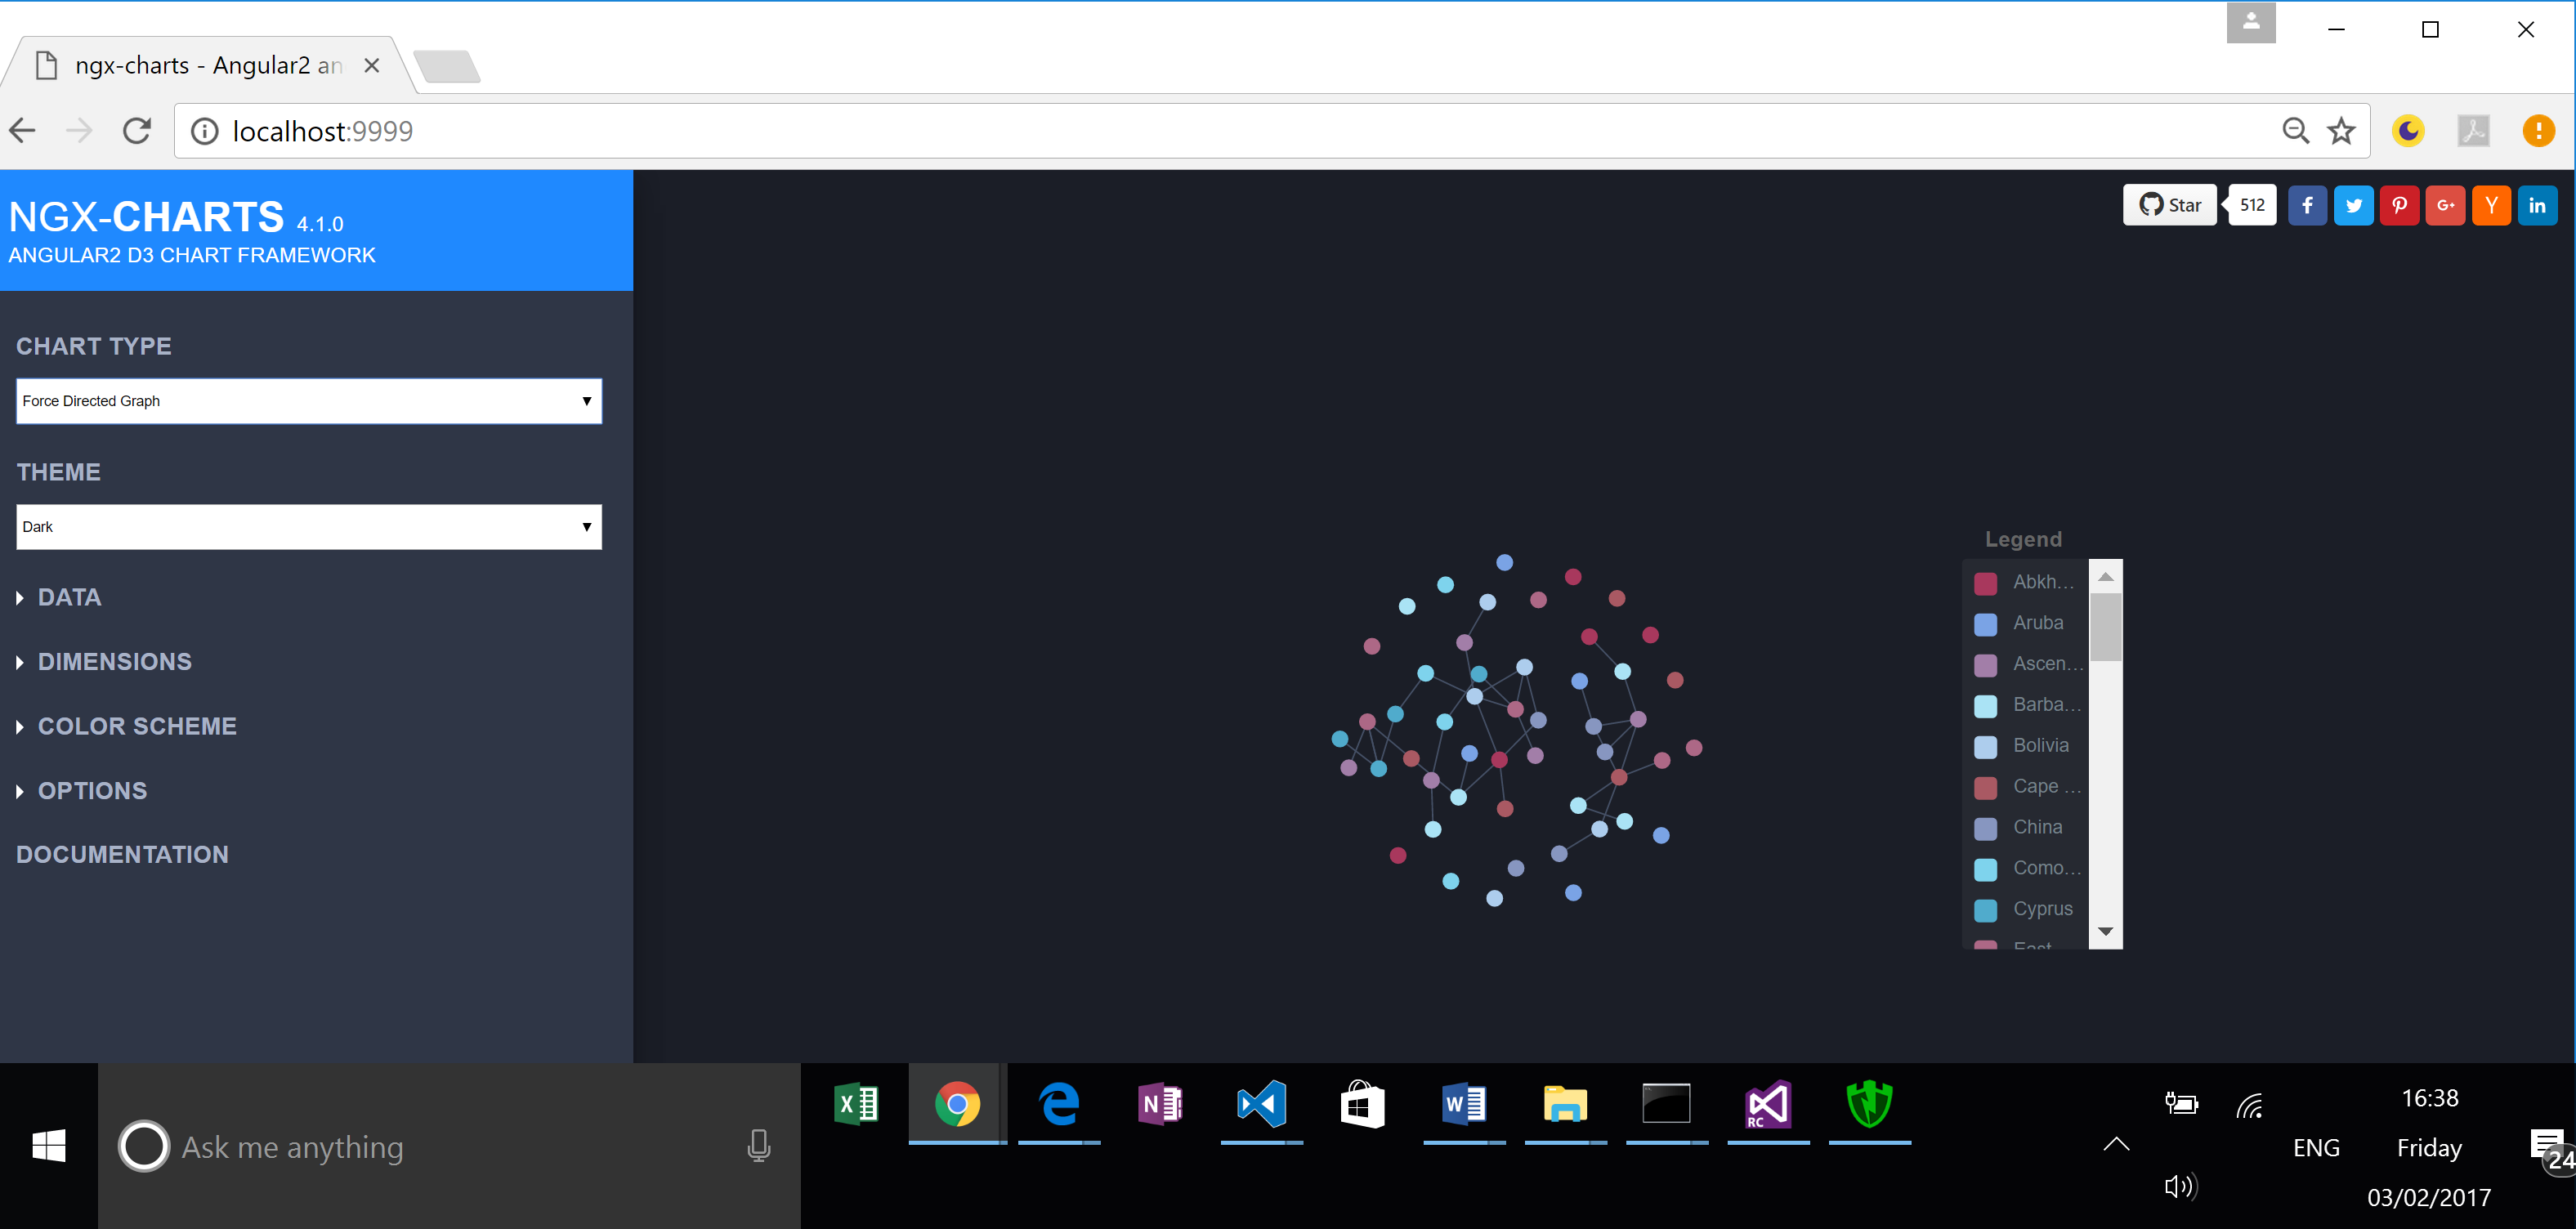 ngx-charts - Angular2 an
localhost:9999
NGX-CHARTS 4.1.0
ANGULAR2 D3 CHART FRAMEWORK
Star 512
CHART TYPE
Force Directed Graph
THEME
Dark
DATA
DIMENSIONS
COLOR SCHEME
OPTIONS
DOCUMENTATION
Legend
Abkh...
Aruba
Ascen...
Barba...
Bolivia
Cape ...
China
Como...
Cyprus
East
Ask me anything
RC
ENG
16:38
Friday
03/02/2017
24